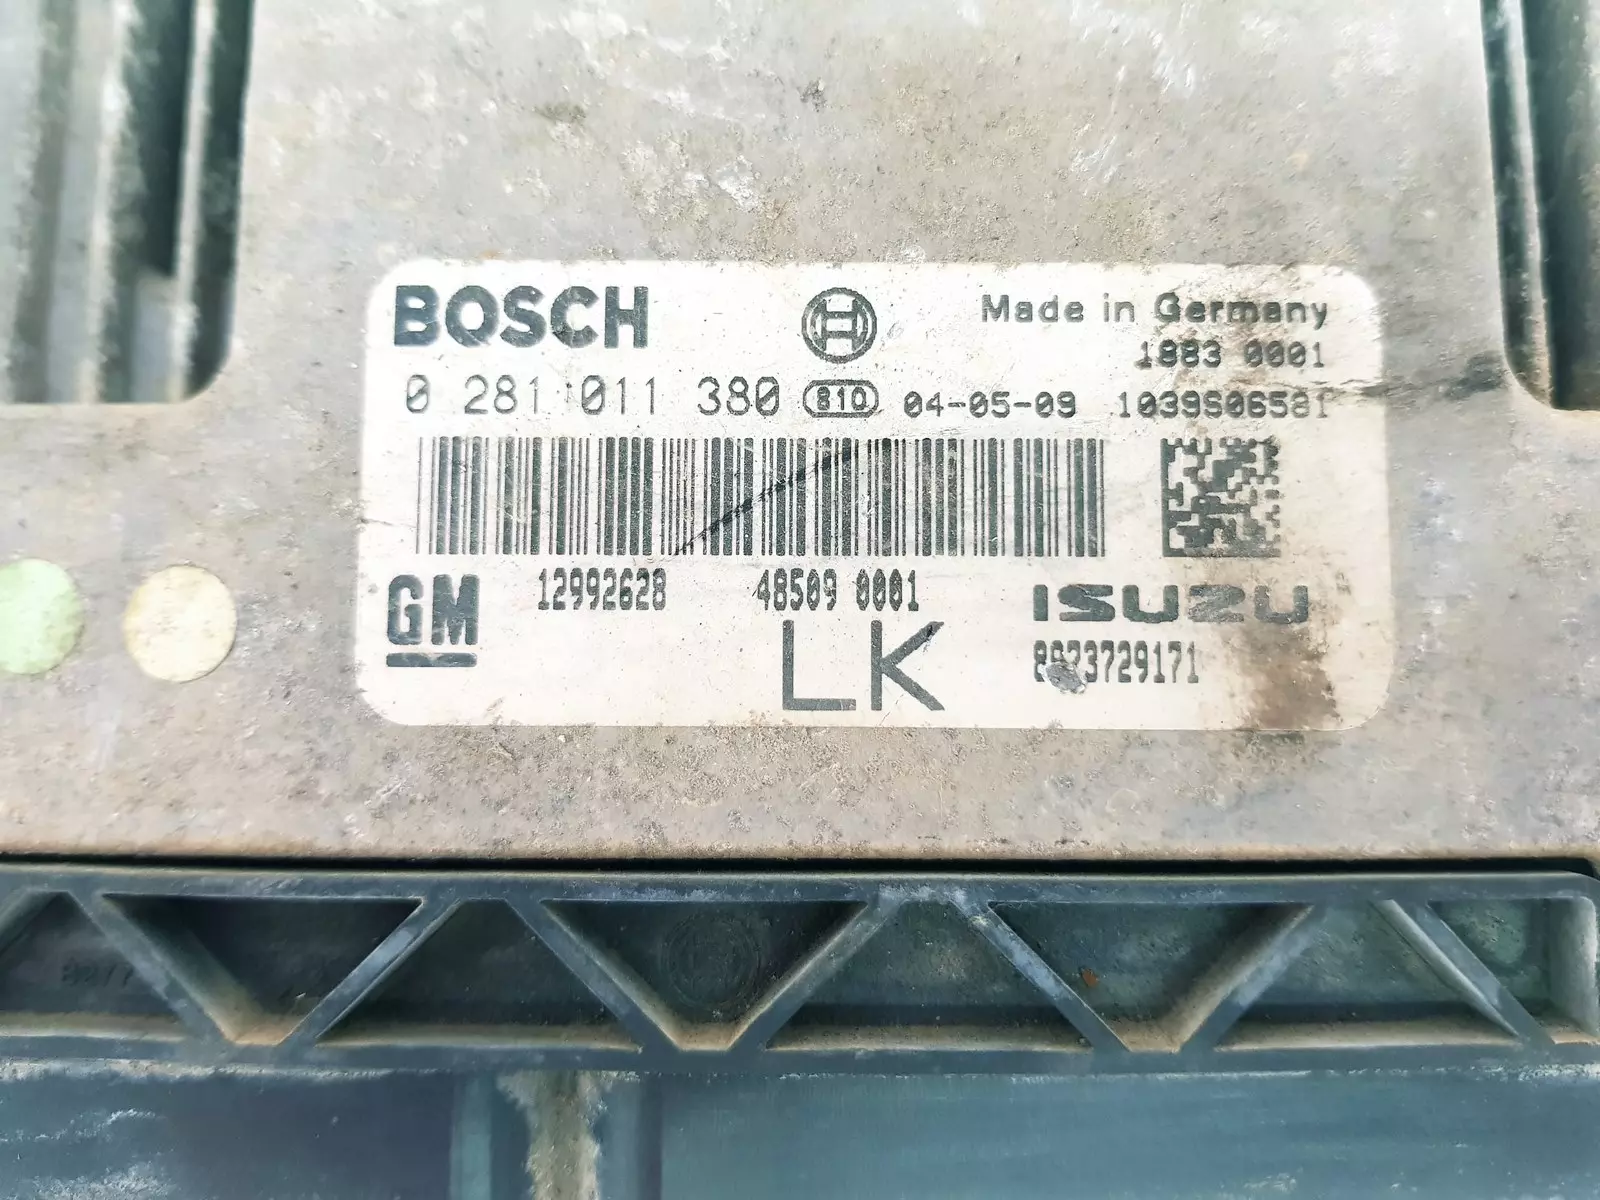 BOSCH
Made in Germany
1883 0001
0 281 011 380 810 04-05-09 1039S06581
GM 12992628 48509 0001 ISUZU
LK 8973729171